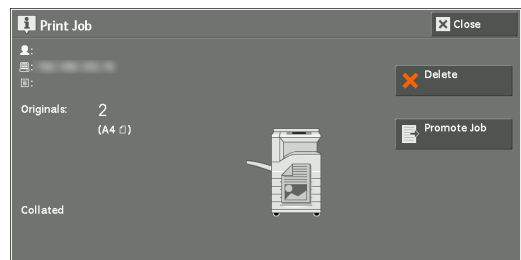 Print Job
Close
:
:
:
Delete
Originals: 2
(A4)
Promote Job
Collated